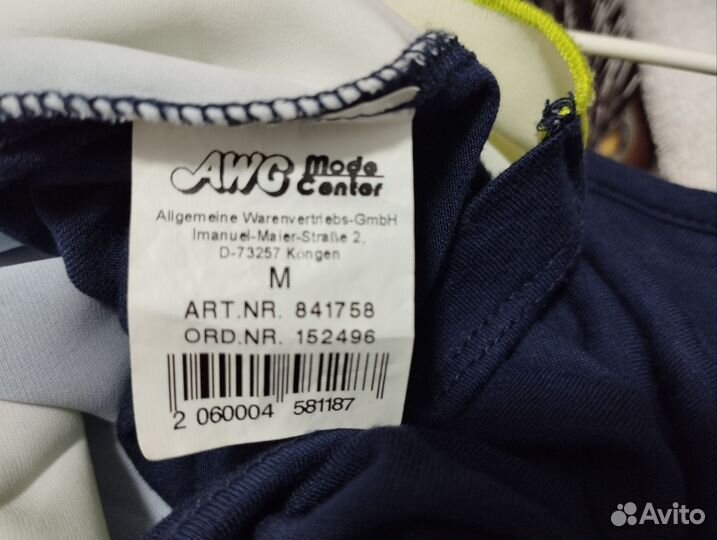 AWG Mode Center
Allgemeine Warenvertriebs-GmbH
Imanuel-Maier-Straße 2,
D-73257 Köngen
M
ART.NR. 841758
ORD.NR. 152496
2 060004 581187
Avito